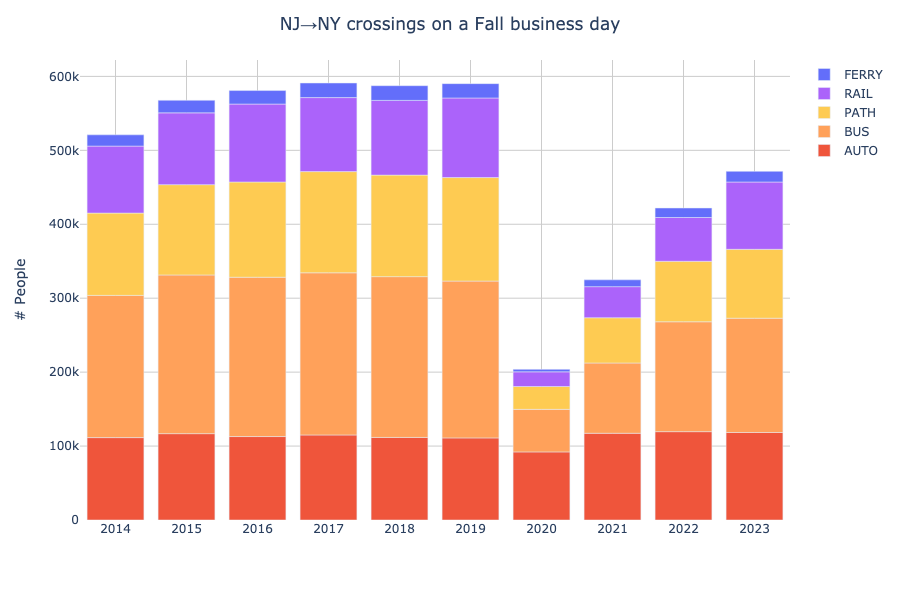 NJ→NY crossings on a Fall business day
# People
600k
500k
400k
300k
200k
100k
0
2014 2015 2016 2017 2018 2019 2020 2021 2022 2023
FERRY
RAIL
PATH
BUS
AUTO